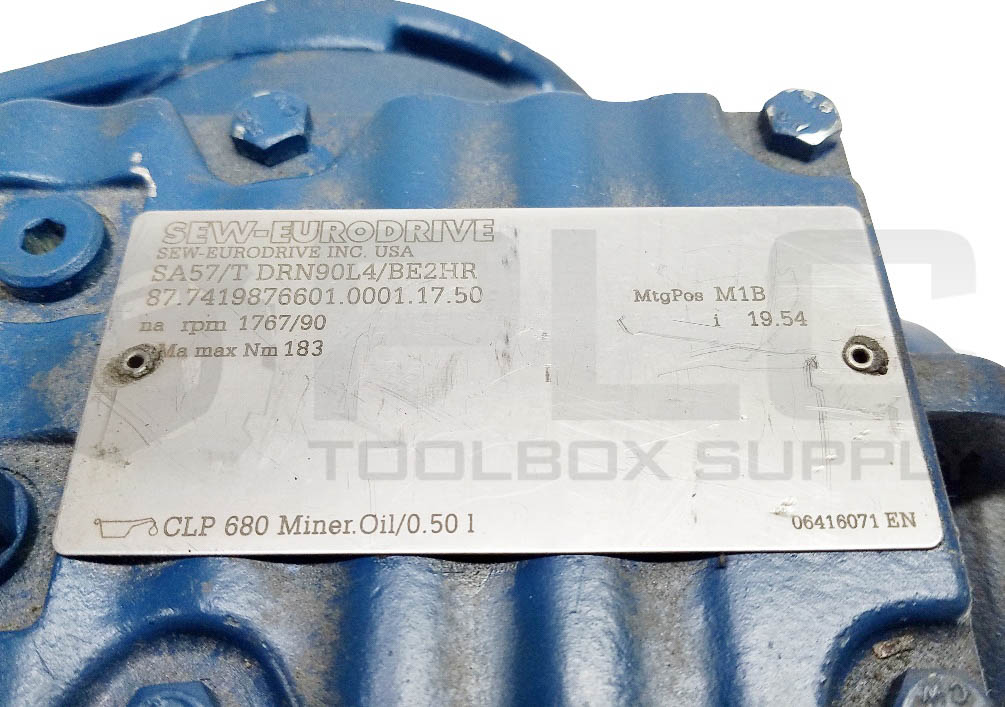 SEW-EURODRIVE
SEW-EURODRIVE INC. USA
SA57/T DRN90L4/BE2HR
87.7419876601.0001.17.50
MtgPos M1B
na rpm 1767/90
i 19.54
Ma max Nm 183
PLC
TOOLBOX SUPPLY
CLP 680 Miner.Oil/0.50 l
06416071 EN